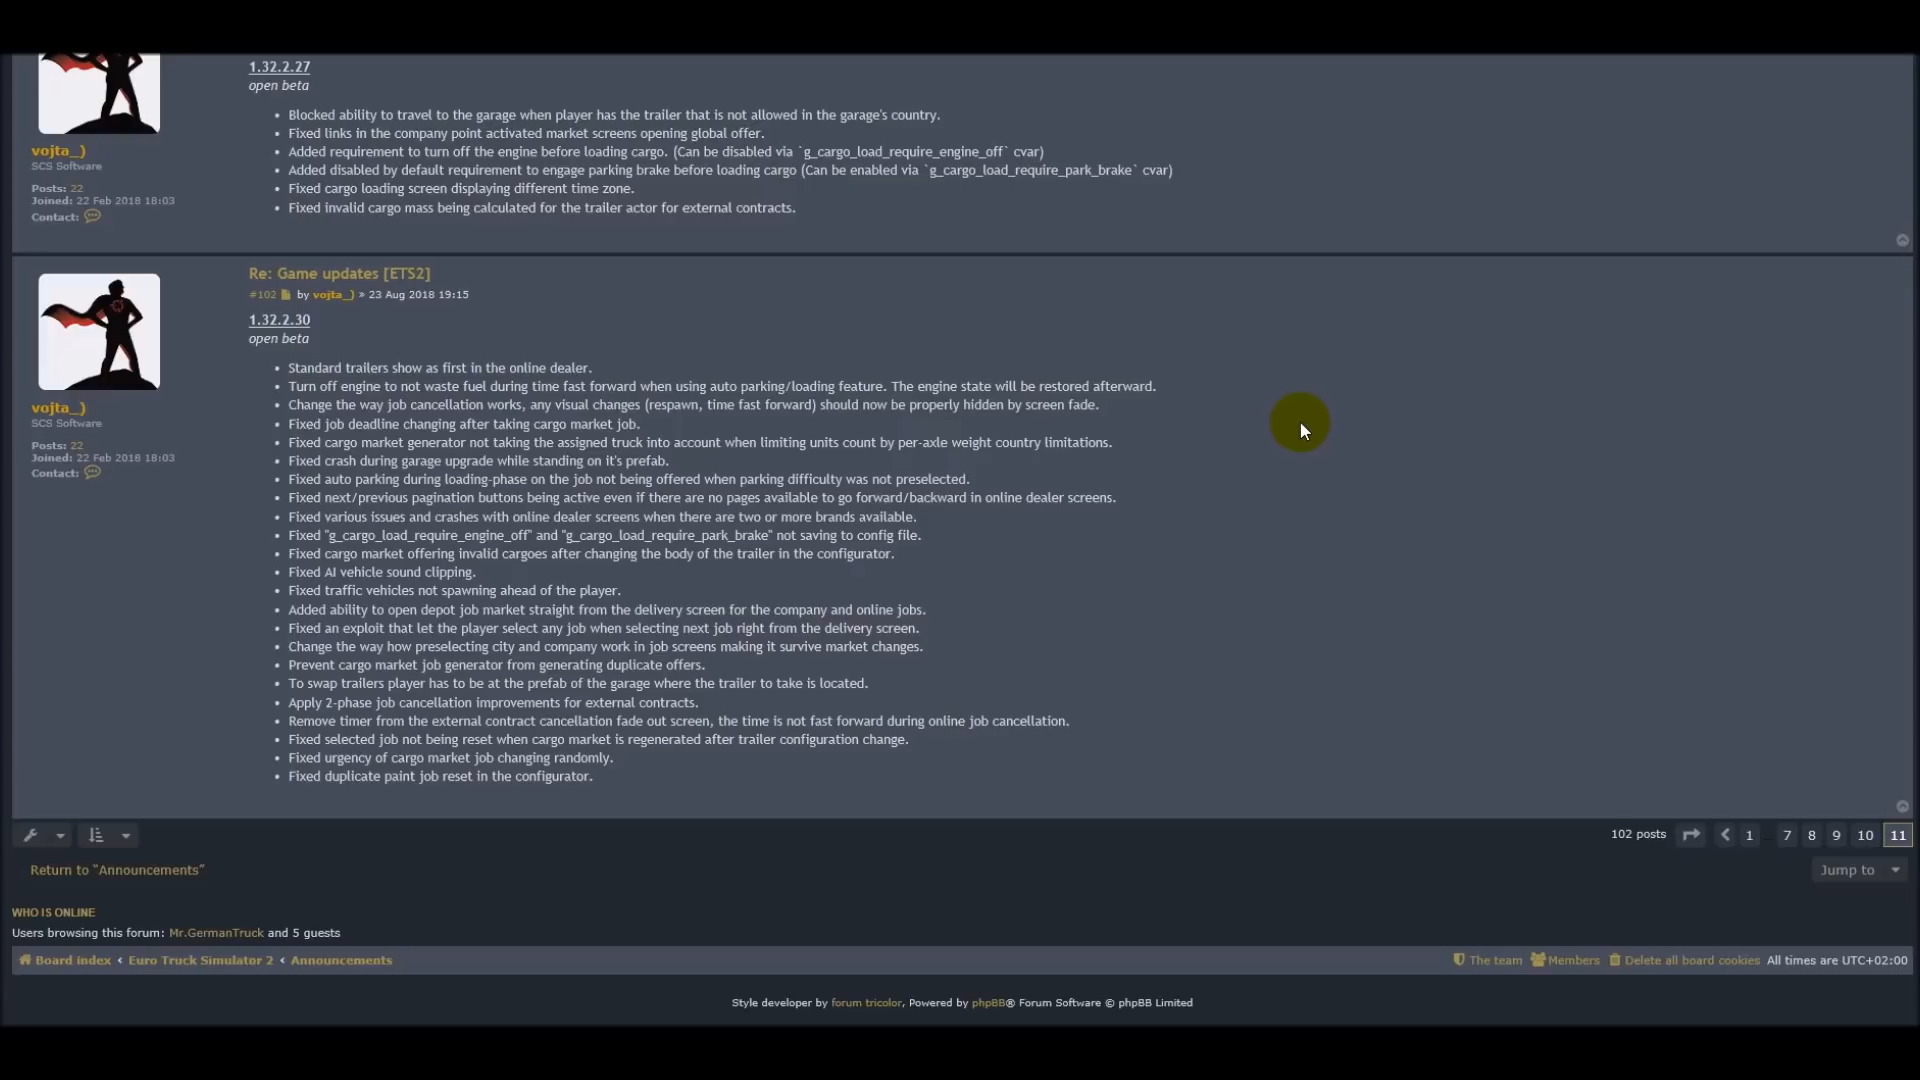 1.32.2.27
open beta
• Blocked ability to travel to the garage when player has the trailer that is not allowed in the garage's country.
• Fixed links in the company point activated market screens opening global offer.
• Added requirement to turn off the engine before loading cargo. (Can be disabled via `g_cargo_load_require_engine_off` cvar)
• Added disabled by default requirement to engage parking brake before loading cargo (Can be enabled via `g_cargo_load_require_park_brake` cvar)
• Fixed cargo loading screen displaying different time zone.
• Fixed invalid cargo mass being calculated for the trailer actor for external contracts.
vojta_)
SCS Software
Posts: 22
Joined: 22 Feb 2018 18:03
Contact:
Re: Game updates [ETS2]
#102 by vojta_) » 23 Aug 2018 19:15
1.32.2.30
open beta
• Standard trailers show as first in the online dealer.
• Turn off engine to not waste fuel during time fast forward when using auto parking/loading feature. The engine state will be restored afterward.
• Change the way job cancellation works, any visual changes (respawn, time fast forward) should now be properly hidden by screen fade.
• Fixed job deadline changing after taking cargo market job.
• Fixed cargo market generator not taking the assigned truck into account when limiting units count by per-axle weight country limitations.
• Fixed crash during garage upgrade while standing on it's prefab.
• Fixed auto parking during loading-phase on the job not being offered when parking difficulty was not preselected.
• Fixed next/previous pagination buttons being active even if there are no pages available to go forward/backward in online dealer screens.
• Fixed various issues and crashes with online dealer screens when there are two or more brands available.
• Fixed "g_cargo_load_require_engine_off" and "g_cargo_load_require_park_brake" not saving to config file.
• Fixed cargo market offering invalid cargoes after changing the body of the trailer in the configurator.
• Fixed AI vehicle sound clipping.
• Fixed traffic vehicles not spawning ahead of the player.
• Added ability to open depot job market straight from the delivery screen for the company and online jobs.
• Fixed an exploit that let the player select any job when selecting next job right from the delivery screen.
• Change the way how preselecting city and company work in job screens making it survive market changes.
• Prevent cargo market job generator from generating duplicate offers.
• To swap trailers player has to be at the prefab of the garage where the trailer to take is located.
• Apply 2-phase job cancellation improvements for external contracts.
• Remove timer from the external contract cancellation fade out screen, the time is not fast forward during online job cancellation.
• Fixed selected job not being reset when cargo market is regenerated after trailer configuration change.
• Fixed urgency of cargo market job changing randomly.
• Fixed duplicate paint job reset in the configurator.
vojta_)
SCS Software
Posts: 22
Joined: 22 Feb 2018 18:03
Contact:
102 posts 1 … 7 8 9 10 11
Return to “Announcements”
Jump to
WHO IS ONLINE
Users browsing this forum: Mr.GermanTruck and 5 guests
Board index ‹ Euro Truck Simulator 2 ‹ Announcements
The team Members Delete all board cookies All times are UTC+02:00
Style developer by forum tricolor, Powered by phpBB® Forum Software © phpBB Limited